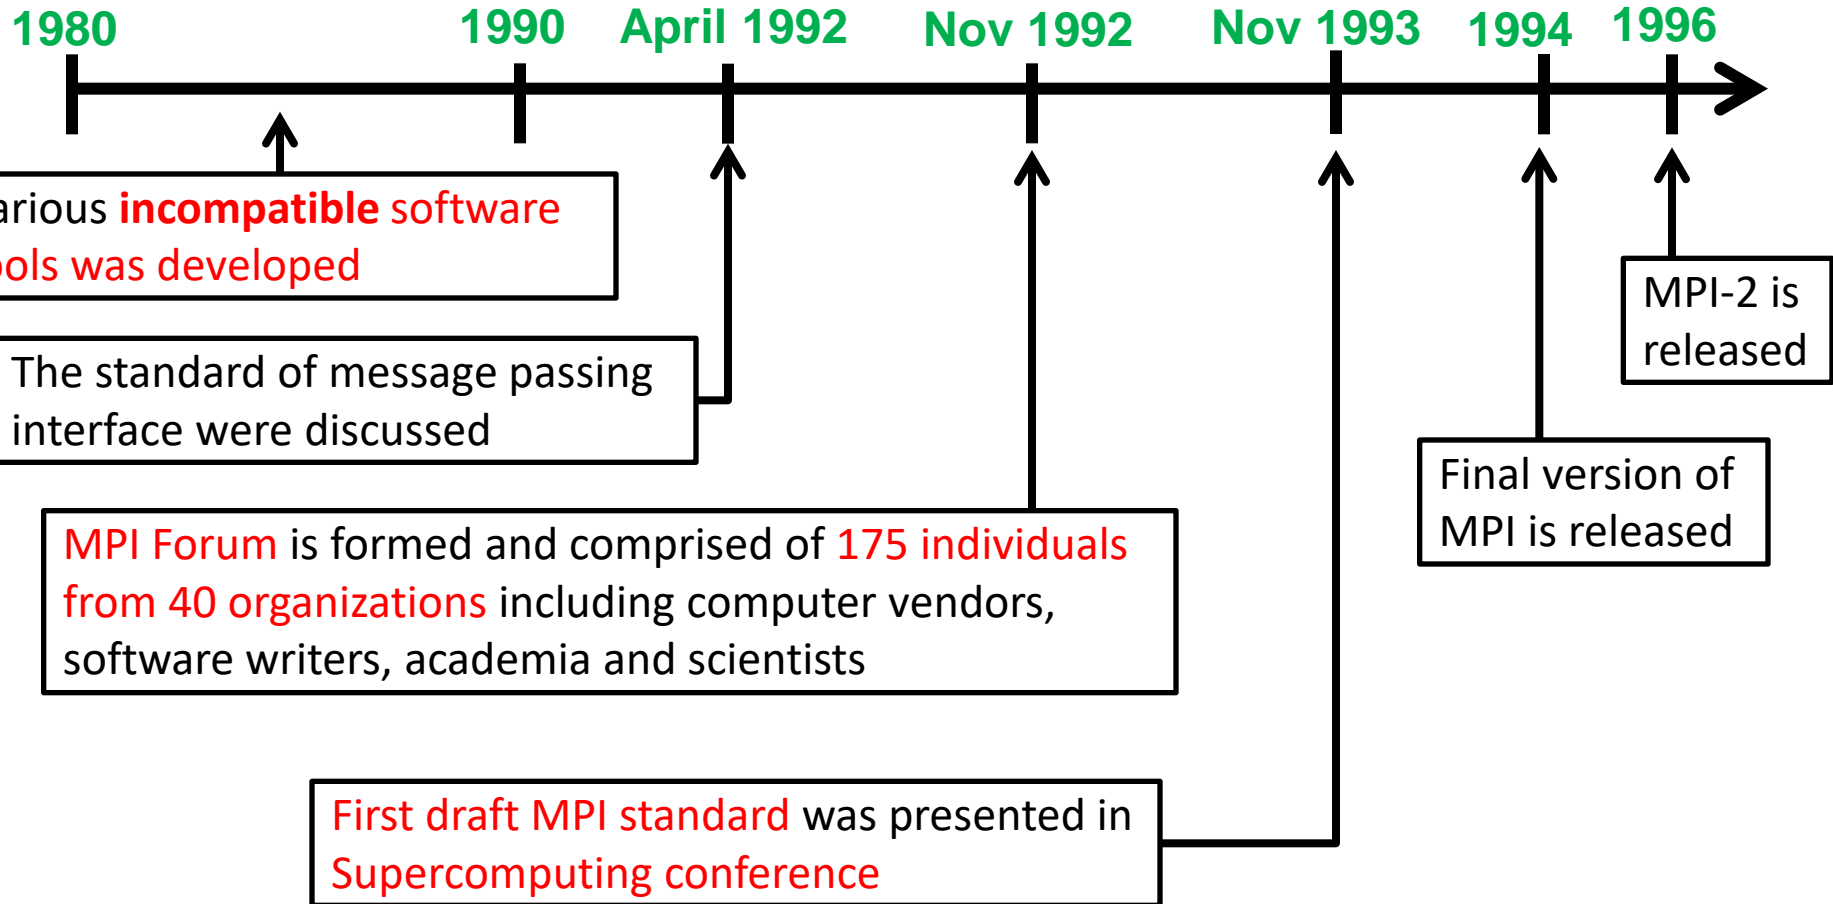 1980 1990 April 1992 Nov 1992 Nov 1993 1994 1996
arious incompatible software
ools was developed
The standard of message passing
interface were discussed
MPI Forum is formed and comprised of 175 individuals
from 40 organizations including computer vendors,
software writers, academia and scientists
First draft MPI standard was presented in
Supercomputing conference
Final version of
MPI is released
MPI-2 is
released